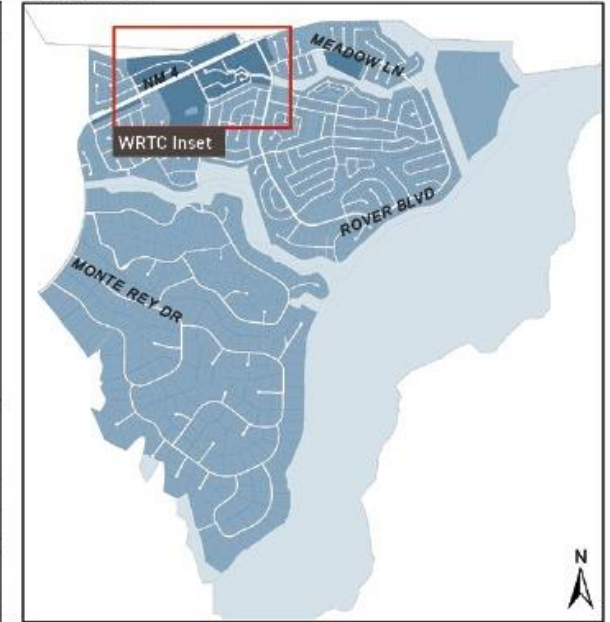 NM 4
MEADOW LN
WRTC Inset
ROVER BLVD
MONTE REY DR
N